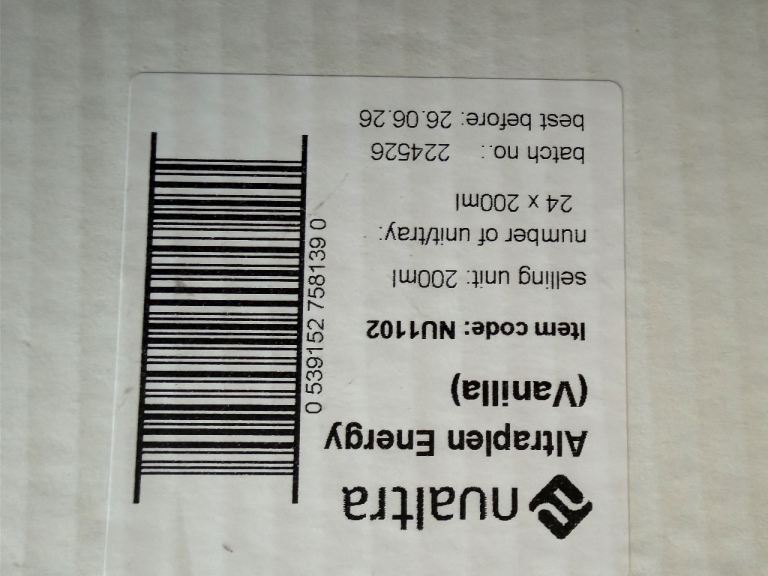 nualtra
Altraplen Energy
(Vanilla)
Item code: NU1102
selling unit: 200ml
number of unit/tray:
24 x 200ml
batch no.: 224526
best before: 26.06.26
0 539152 758139 0